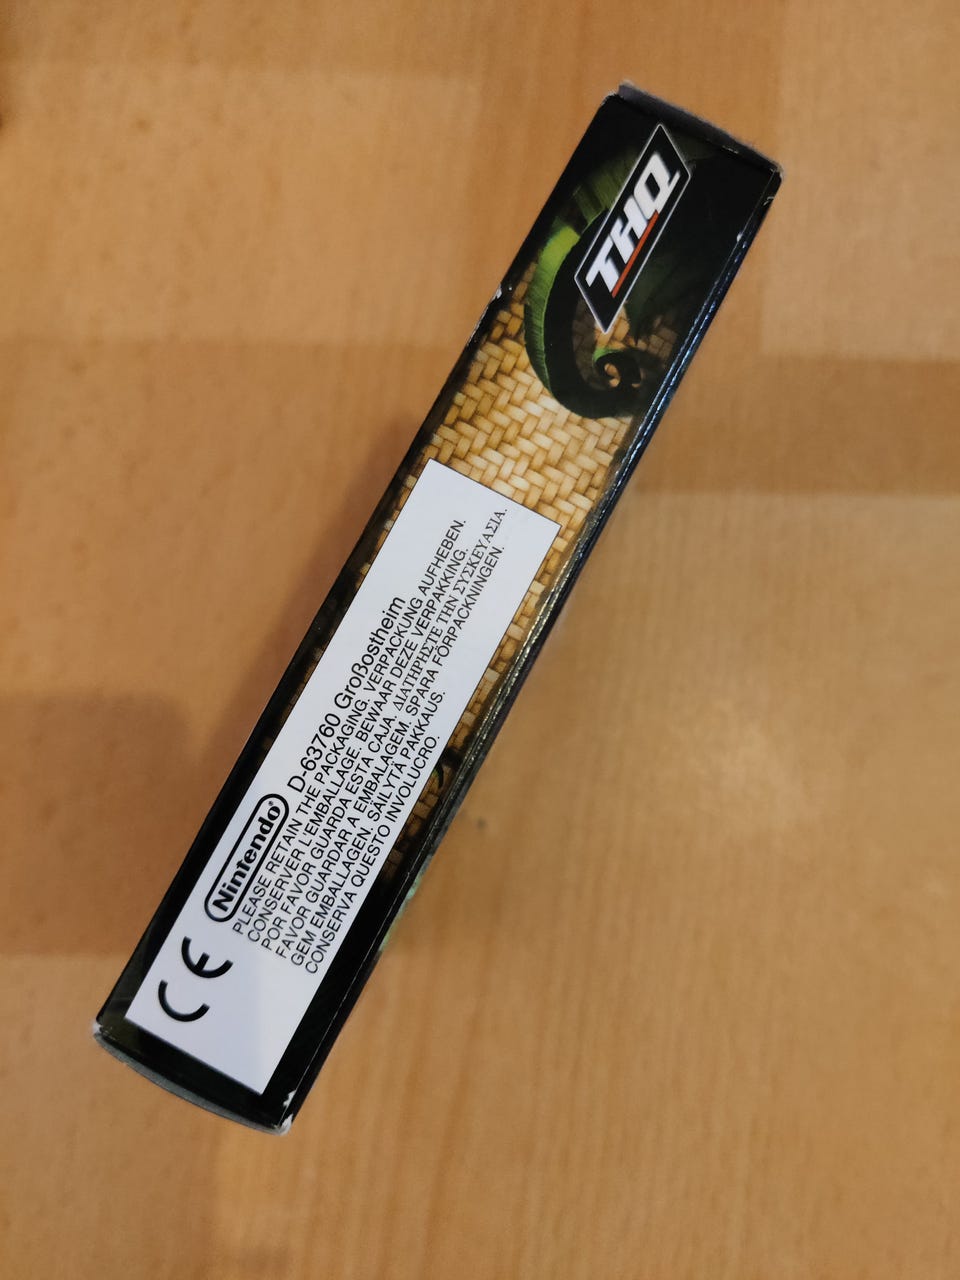 THQ
CE
Nintendo® D-63760 Großostheim
PLEASE RETAIN THE PACKAGING. VERPACKUNG AUFHEBEN.
CONSERVER L'EMBALLAGE. BEWAAR DEZE VERPAKKING.
POR FAVOR GUARDA ESTA CAJA. ΔΙΑΤΗΡΗΣΤΕ ΤΗΝ ΣΥΣΚΕΥΑΣΙΑ.
FAVOR GUARDAR A EMBALAGEM. SPARA FÖRPACKNINGEN.
GEM EMBALLAGEN. SÄILYTÄ PAKKAUS.
CONSERVA QUESTO INVOLUCRO.